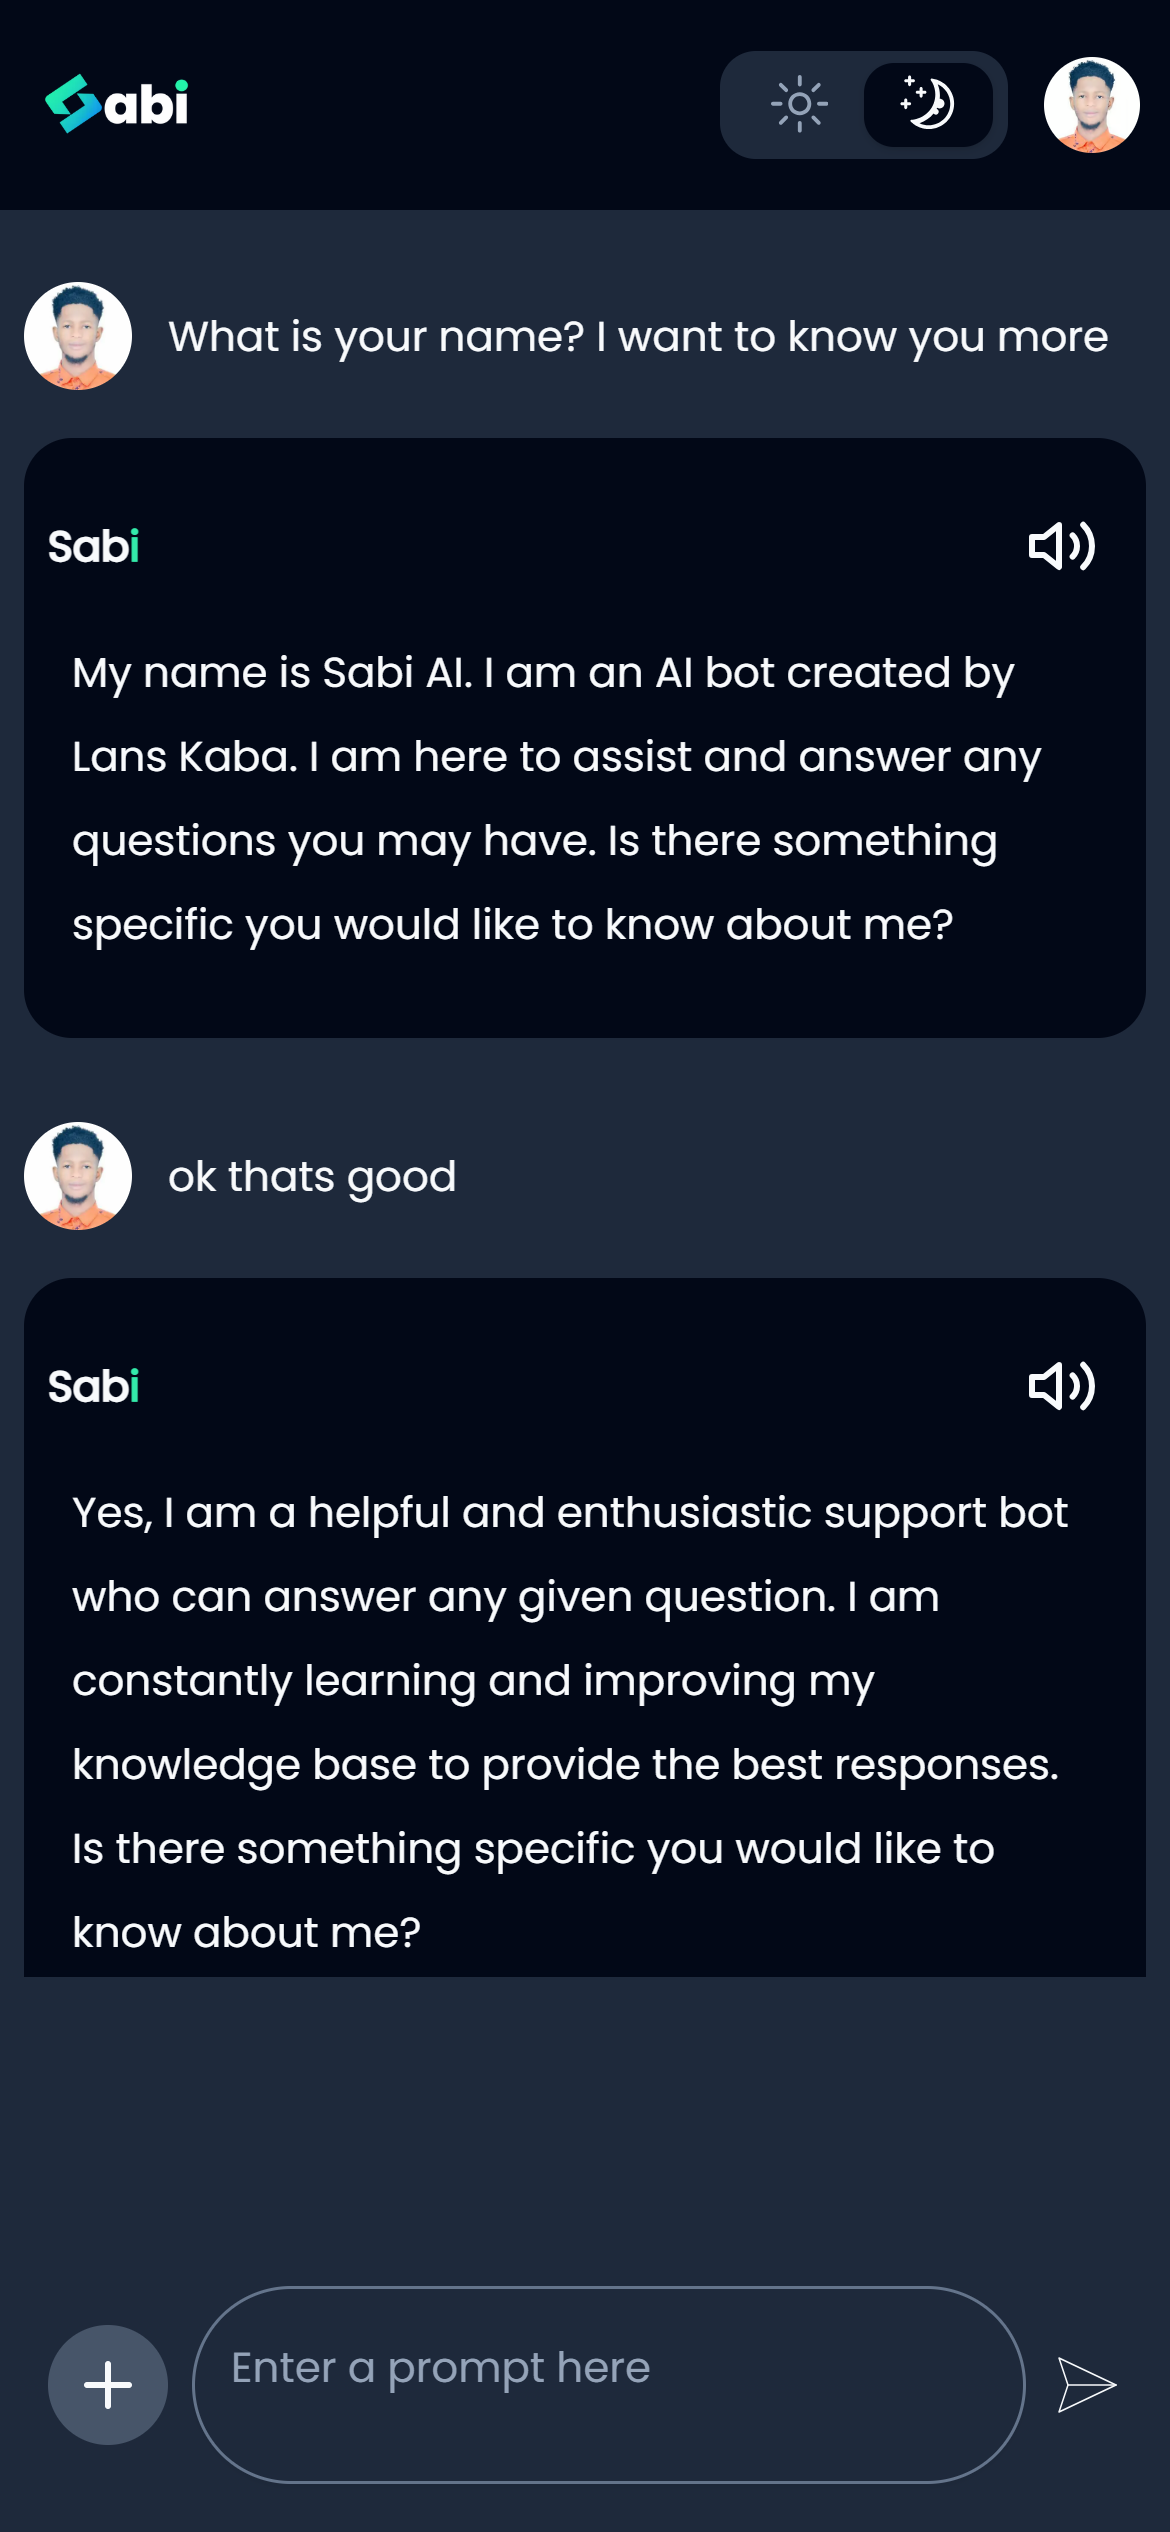 Sabi
What is your name? I want to know you more
Sabi
My name is Sabi AI. I am an AI bot created by
Lans Kaba. I am here to assist and answer any
questions you may have. Is there something
specific you would like to know about me?
ok thats good
Sabi
Yes, I am a helpful and enthusiastic support bot
who can answer any given question. I am
constantly learning and improving my
knowledge base to provide the best responses.
Is there something specific you would like to
know about me?
Enter a prompt here